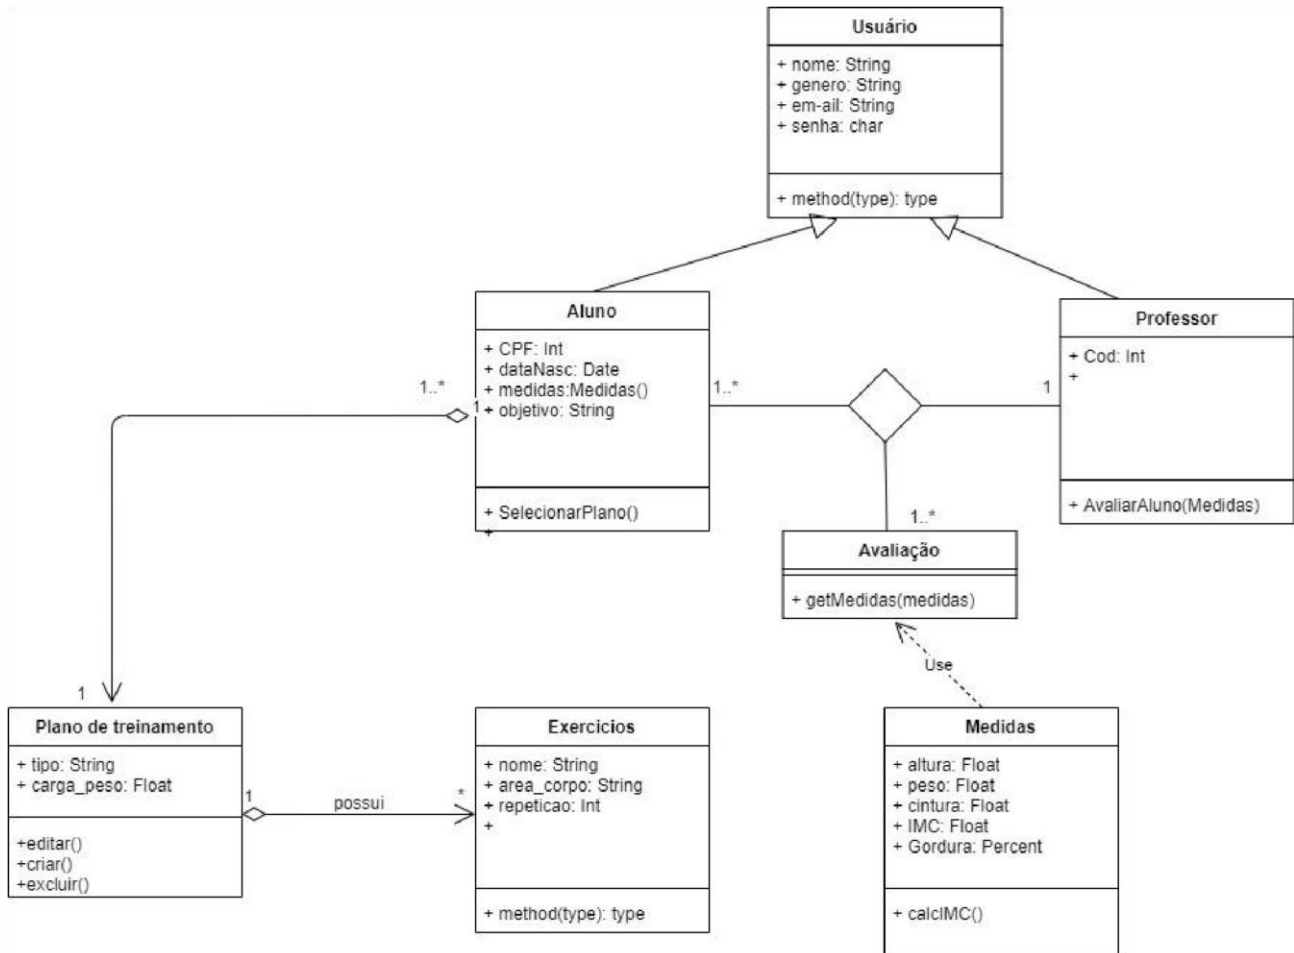 Usuário
+ nome: String
+ genero: String
+ em-ail: String
+ senha: char
+ method(type): type
Aluno
+ CPF: Int
+ dataNasc: Date
+ medidas:Medidas()
+ objetivo: String
+ SelecionarPlano()
+
1..*
1
1..*
1
Professor
+ Cod: Int
+
+ AvaliarAluno(Medidas)
1..*
Avaliação
+ getMedidas(medidas)
Use
1
Plano de treinamento
+ tipo: String
+ carga_peso: Float
+editar()
+criar()
+excluir()
1
possui
*
Exercicios
+ nome: String
+ area_corpo: String
+ repeticao: Int
+
+ method(type): type
Medidas
+ altura: Float
+ peso: Float
+ cintura: Float
+ IMC: Float
+ Gordura: Percent
+ calcIMC()